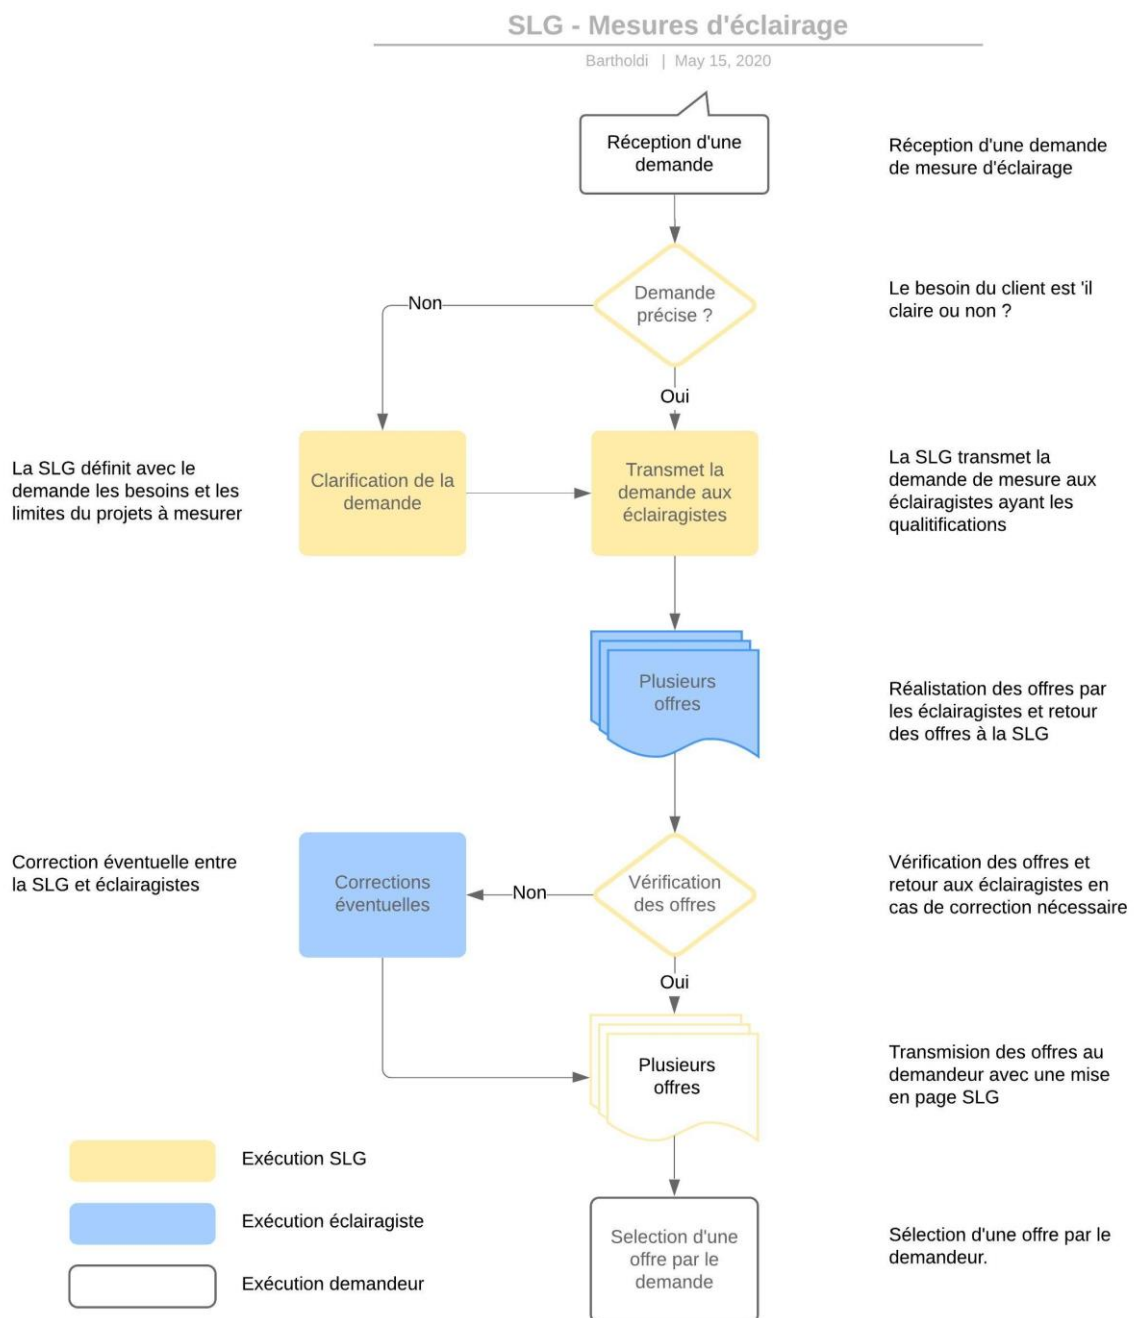 SLG - Mesures d'éclairage
Bartholdi | May 15, 2020
Réception d'une
demande
Réception d'une demande
de mesure d'éclairage
Demande
précise ?
Le besoin du client est 'il
claire ou non ?
Non
Oui
La SLG définit avec le
demande les besoins et les
limites du projets à mesurer
Clarification de la
demande
Transmet la
demande aux
éclairagistes
La SLG transmet la
demande de mesure aux
éclairagistes ayant les
qualitifications
Plusieurs
offres
Réalistation des offres par
les éclairagistes et retour
des offres à la SLG
Correction éventuelle entre
la SLG et éclairagistes
Corrections
éventuelles
Non
Vérification
des offres
Vérification des offres et
retour aux éclairagistes en
cas de correction nécessaire
Oui
Plusieurs
offres
Transmision des offres au
demandeur avec une mise
en page SLG
Exécution SLG
Exécution éclairagiste
Exécution demandeur
Selection d'une
offre par le
demande
Sélection d'une offre par le
demandeur.